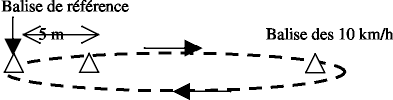 Balise de référence
5 m
Balise des 10 km/h